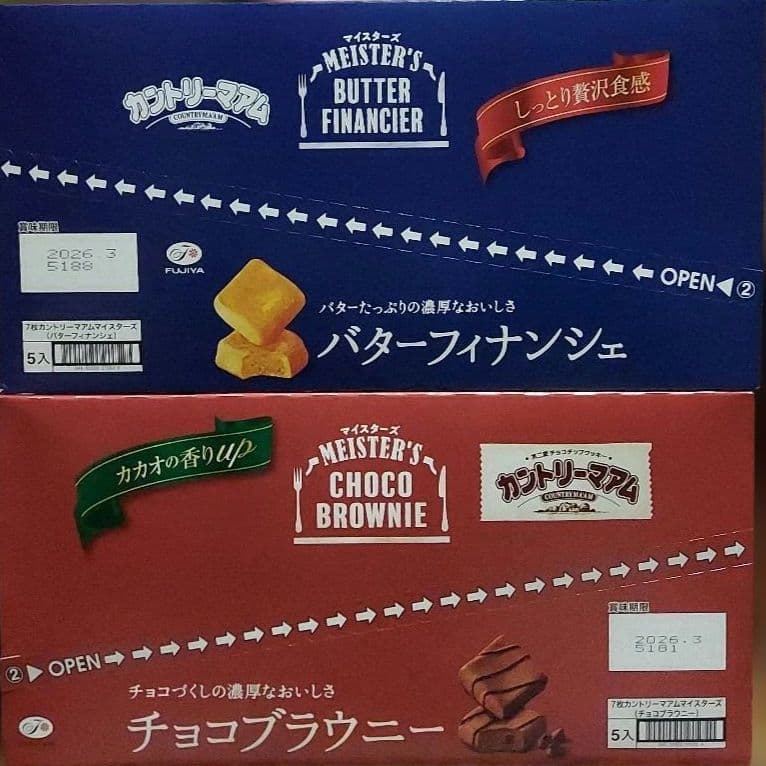 マイスターズ
MEISTER'S
BUTTER
FINANCIER
カントリーマアム
COUNTRY MA'AM
しっとり贅沢食感
OPEN ②
賞味期限
2026.3
5188
FUJIYA
7枚カントリーマアムマイスターズ
(バターフィナンシェ)
5入
バターたっぷりの濃厚なおいしさ
バターフィナンシェ
カカオの香りup
マイスターズ
MEISTER'S
CHOCO
BROWNIE
カントリーマアム
COUNTRY MA'AM
② OPEN
賞味期限
2026.3
5181
チョコづくしの濃厚なおいしさ
チョコブラウニー
7枚カントリーマアムマイスターズ
(チョコブラウニー)
5入